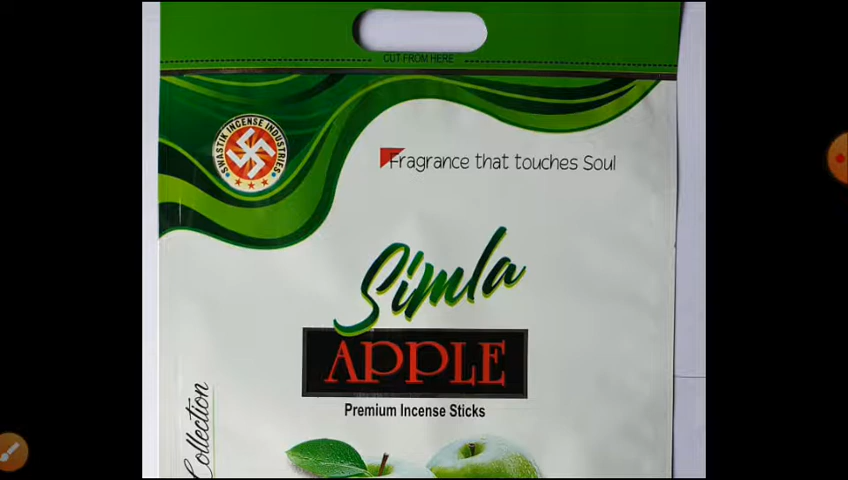 CUT FROM HERE
SWASTIK INCENSE INDUSTRIES
Fragrance that touches Soul
Simla
APPLE
Premium Incense Sticks
Collection